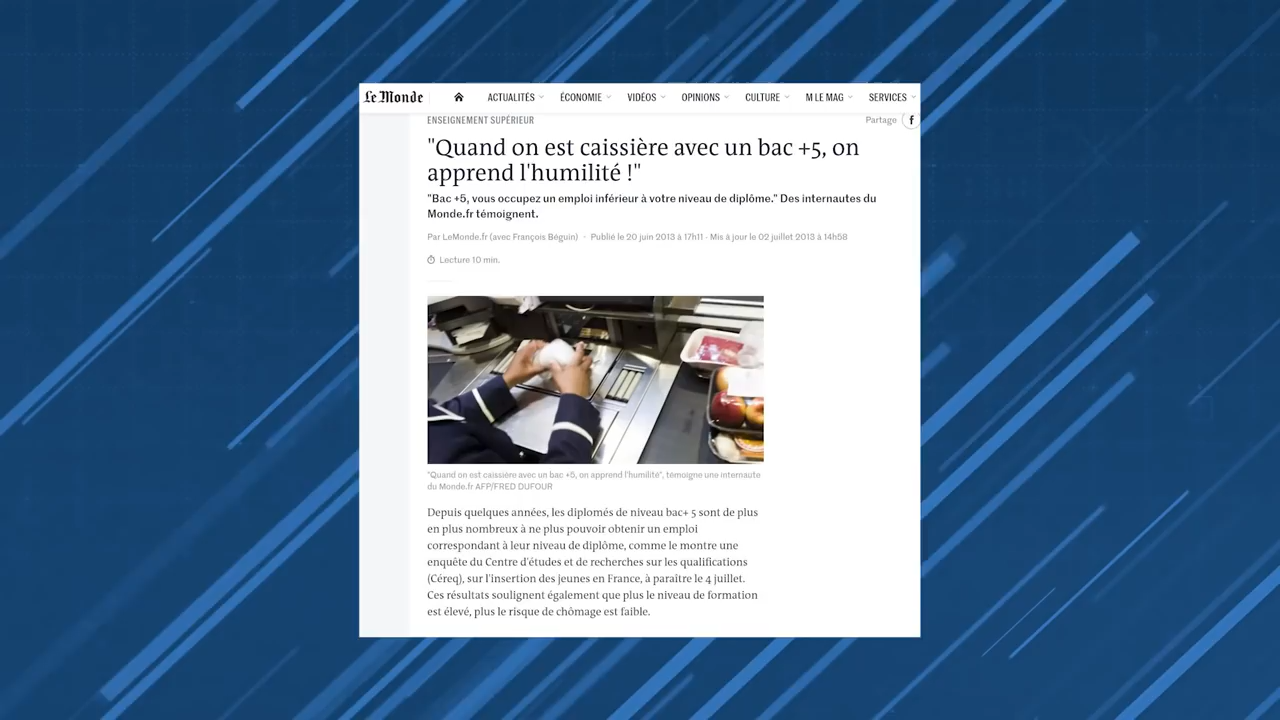 Le Monde
ACTUALITÉS
ÉCONOMIE
VIDÉOS
OPINIONS
CULTURE
M LE MAG
SERVICES
ENSEIGNEMENT SUPÉRIEUR
Partage
"Quand on est caissière avec un bac +5, on
apprend l'humilité !"
"Bac +5, vous occupez un emploi inférieur à votre niveau de diplôme." Des internautes du
Monde.fr témoignent.
Par LeMonde.fr (avec François Béguin) - Publié le 20 juin 2013 à 17h11 - Mis à jour le 02 juillet 2013 à 14h58
Lecture 10 min.
"Quand on est caissière avec un bac +5, on apprend l'humilité", témoigne une internaute
du Monde.fr AFP/FRED DUFOUR
Depuis quelques années, les diplomés de niveau bac+ 5 sont de plus
en plus nombreux à ne plus pouvoir obtenir un emploi
correspondant à leur niveau de diplôme, comme le montre une
enquête du Centre d'études et de recherches sur les qualifications
(Céreq), sur l'insertion des jeunes en France, à paraître le 4 juillet.
Ces résultats soulignent également que plus le niveau de formation
est élevé, plus le risque de chômage est faible.